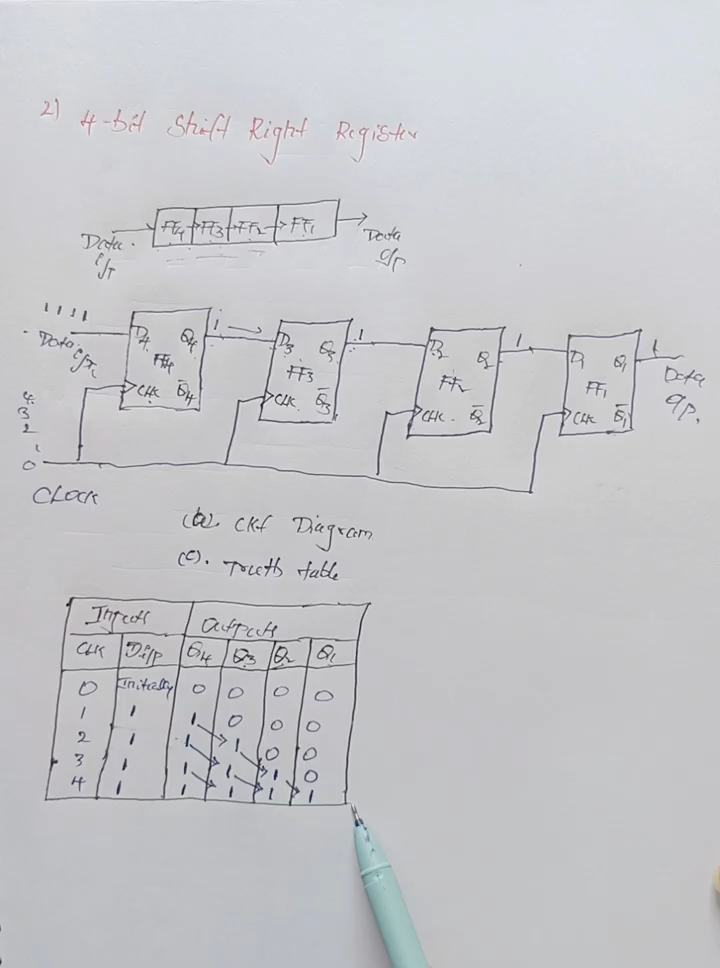 2) 4-bit Shift Right Register
FF4 FF3 FF2 FF1
Data i/p
Data o/p
1 1 1 1
Data i/p
D4 Q4 1 D3 Q3 1 D2 Q2 1 D1 Q1 1
FF4 FF3 FF2 FF1
CLK Q̅4 CLK Q̅3 CLK Q̅2 CLK Q̅1
Data o/p.
4
3
2
1
0
CLOCK
CKT Diagram
(c). Truth table
Inputs Outputs
CLK Di/p Q4 Q3 Q2 Q1
0 Initially 0 0 0 0
1 1 1 0 0 0
2 1 1 1 0 0
3 1 1 1 1 0
4 1 1 1 1 1